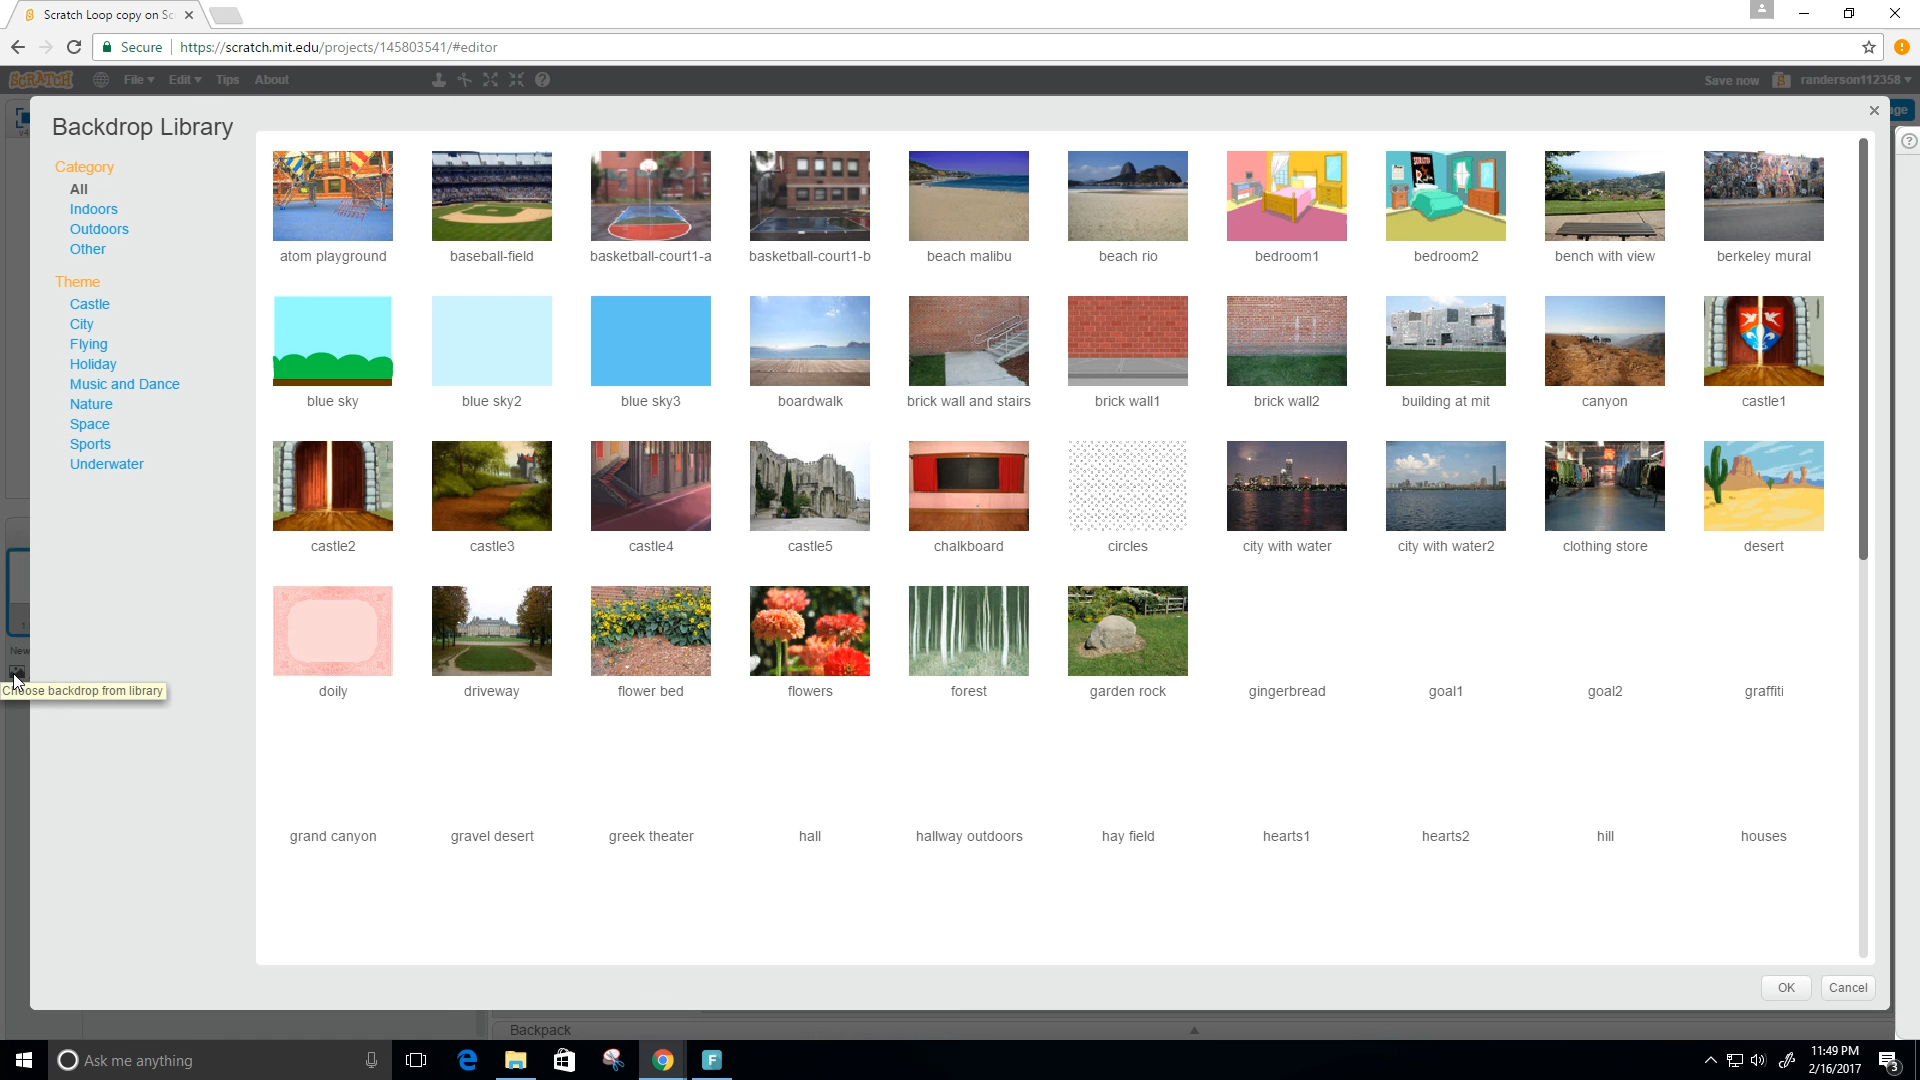 Scratch Loop copy on Sc
Secure
https://scratch.mit.edu/projects/145803541/#editor
SCRATCH
File
Edit
Tips
About
Save now
randerson112358
Backdrop Library
Category
All
Indoors
Outdoors
Other
Theme
Castle
City
Flying
Holiday
Music and Dance
Nature
Space
Sports
Underwater
atom playground
baseball-field
basketball-court1-a
basketball-court1-b
beach malibu
beach rio
bedroom1
bedroom2
bench with view
berkeley mural
blue sky
blue sky2
blue sky3
boardwalk
brick wall and stairs
brick wall1
brick wall2
building at mit
canyon
castle1
castle2
castle3
castle4
castle5
chalkboard
circles
city with water
city with water2
clothing store
desert
doily
driveway
flower bed
flowers
forest
garden rock
gingerbread
goal1
goal2
graffiti
grand canyon
gravel desert
greek theater
hall
hallway outdoors
hay field
hearts1
hearts2
hill
houses
New
Choose backdrop from library
OK
Cancel
Backpack
Ask me anything
11:49 PM
2/16/2017
3